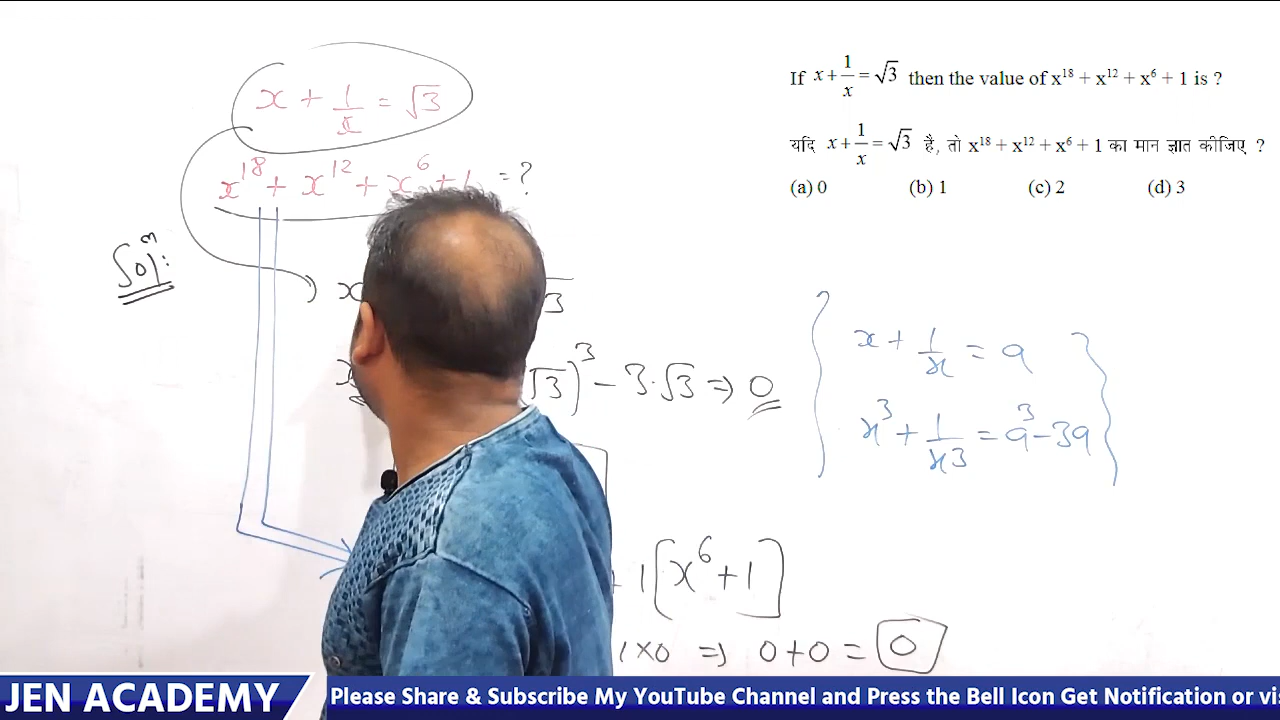 x + 1/x = √3
x¹⁸ + x¹² + x⁶ + 1 = ?
Solⁿ:
x
3
√3)³ - 3·√3 ⇒ 0
+ 1[x⁶ + 1]
1×0 ⇒ 0+0 = 0
If x + 1/x = √3 then the value of x¹⁸ + x¹² + x⁶ + 1 is ?
यदि x + 1/x = √3 है, तो x¹⁸ + x¹² + x⁶ + 1 का मान ज्ञात कीजिए ?
(a) 0 (b) 1 (c) 2 (d) 3
x + 1/x = a
x³ + 1/x3 = a³-3a
JEN ACADEMY
Please Share & Subscribe My YouTube Channel and Press the Bell Icon Get Notification or vi